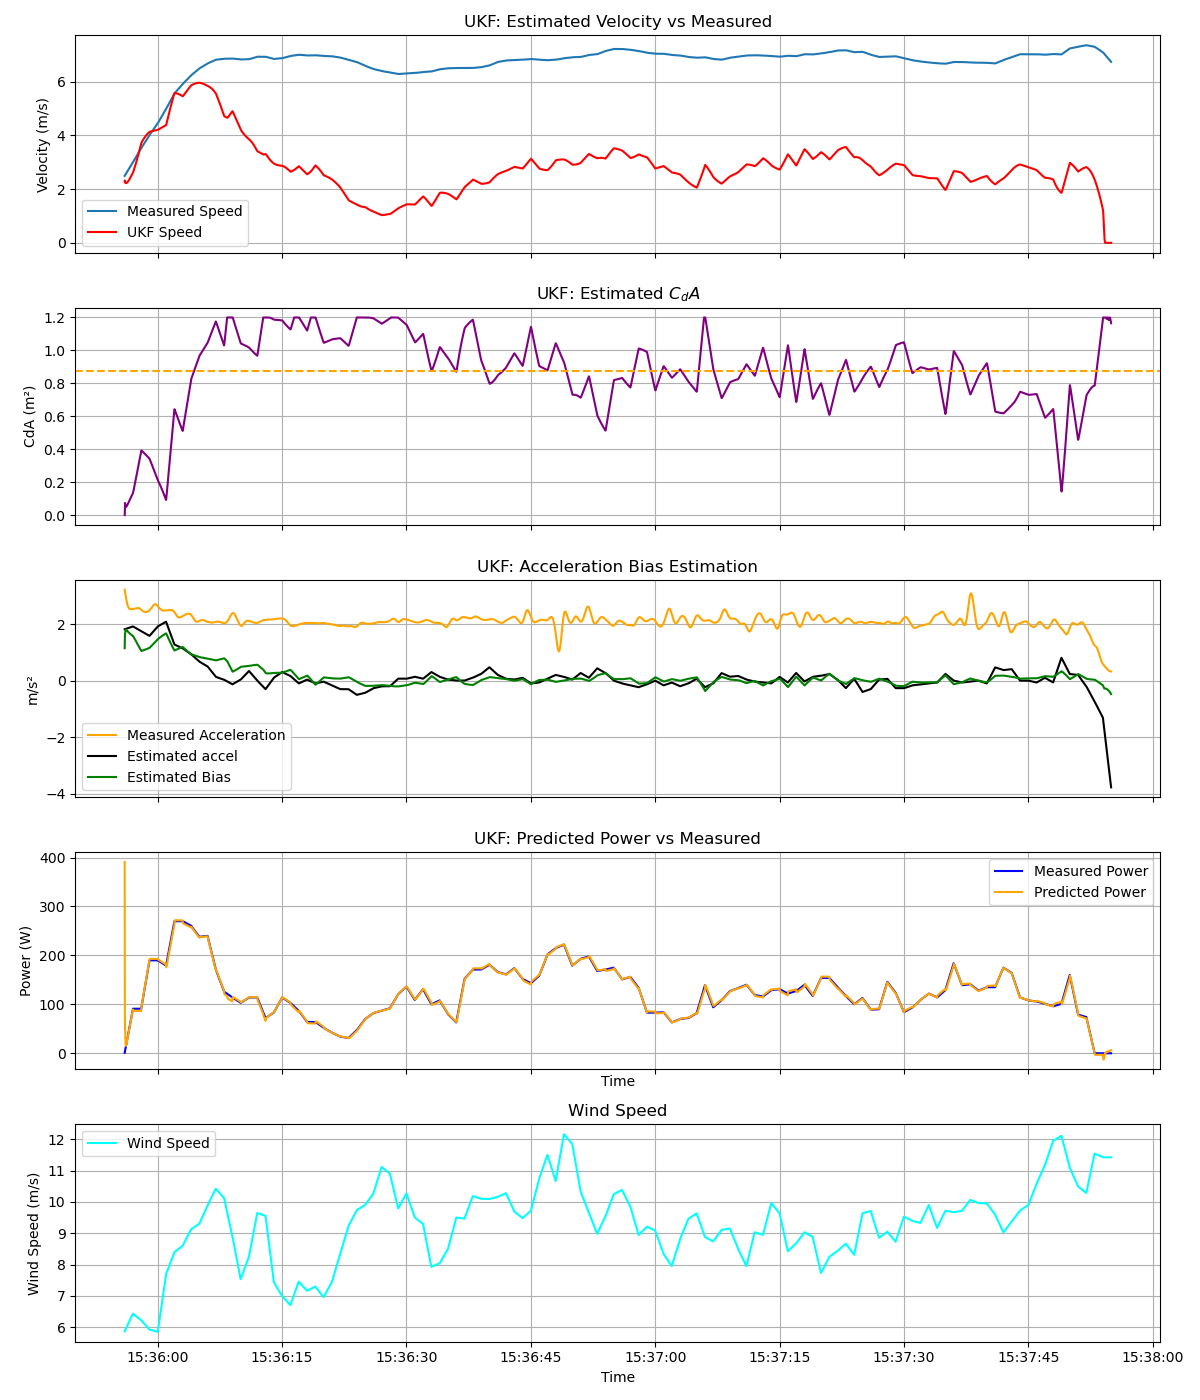 UKF: Estimated Velocity vs Measured
Velocity (m/s)
6
4
2
0
Measured Speed
UKF Speed
UKF: Estimated CdA
CdA (m²)
1.2
1.0
0.8
0.6
0.4
0.2
0.0
UKF: Acceleration Bias Estimation
m/s²
2
0
−2
−4
Measured Acceleration
Estimated accel
Estimated Bias
UKF: Predicted Power vs Measured
Power (W)
400
300
200
100
0
Measured Power
Predicted Power
Time
Wind Speed
Wind Speed (m/s)
12
11
10
9
8
7
6
Wind Speed
15:36:00 15:36:15 15:36:30 15:36:45 15:37:00 15:37:15 15:37:30 15:37:45 15:38:00
Time